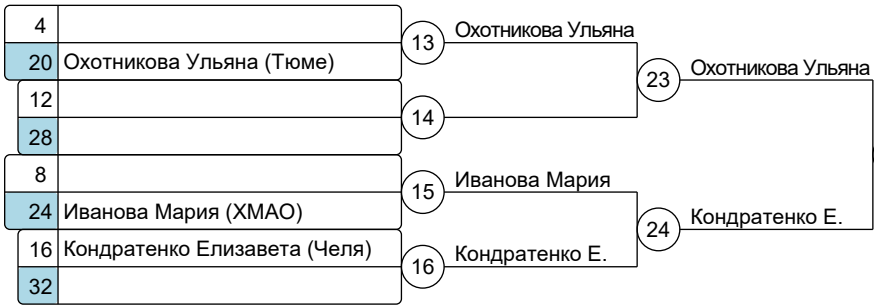 4
20 Охотникова Ульяна (Тюме)
13 Охотникова Ульяна
12
28
14
23 Охотникова Ульяна
8
24 Иванова Мария (ХМАО)
15 Иванова Мария
16 Кондратенко Елизавета (Челя)
32
16 Кондратенко Е.
24 Кондратенко Е.